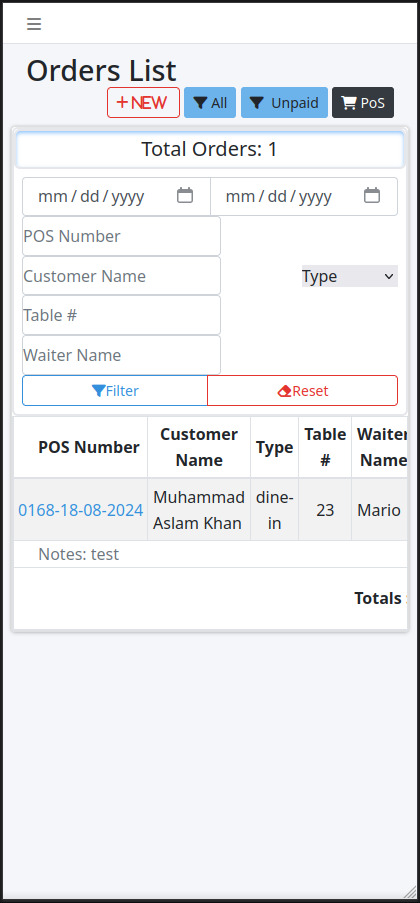 Orders List
+NEW
All
Unpaid
PoS
Total Orders: 1
mm/dd/yyyy
mm/dd/yyyy
POS Number
Customer Name
Type
Table #
Waiter Name
Filter
Reset
POS Number
Customer
Name
Type
Table
#
Waiter
Name
0168-18-08-2024
Muhammad
Aslam Khan
dine-
in
23
Mario
Notes: test
Totals :